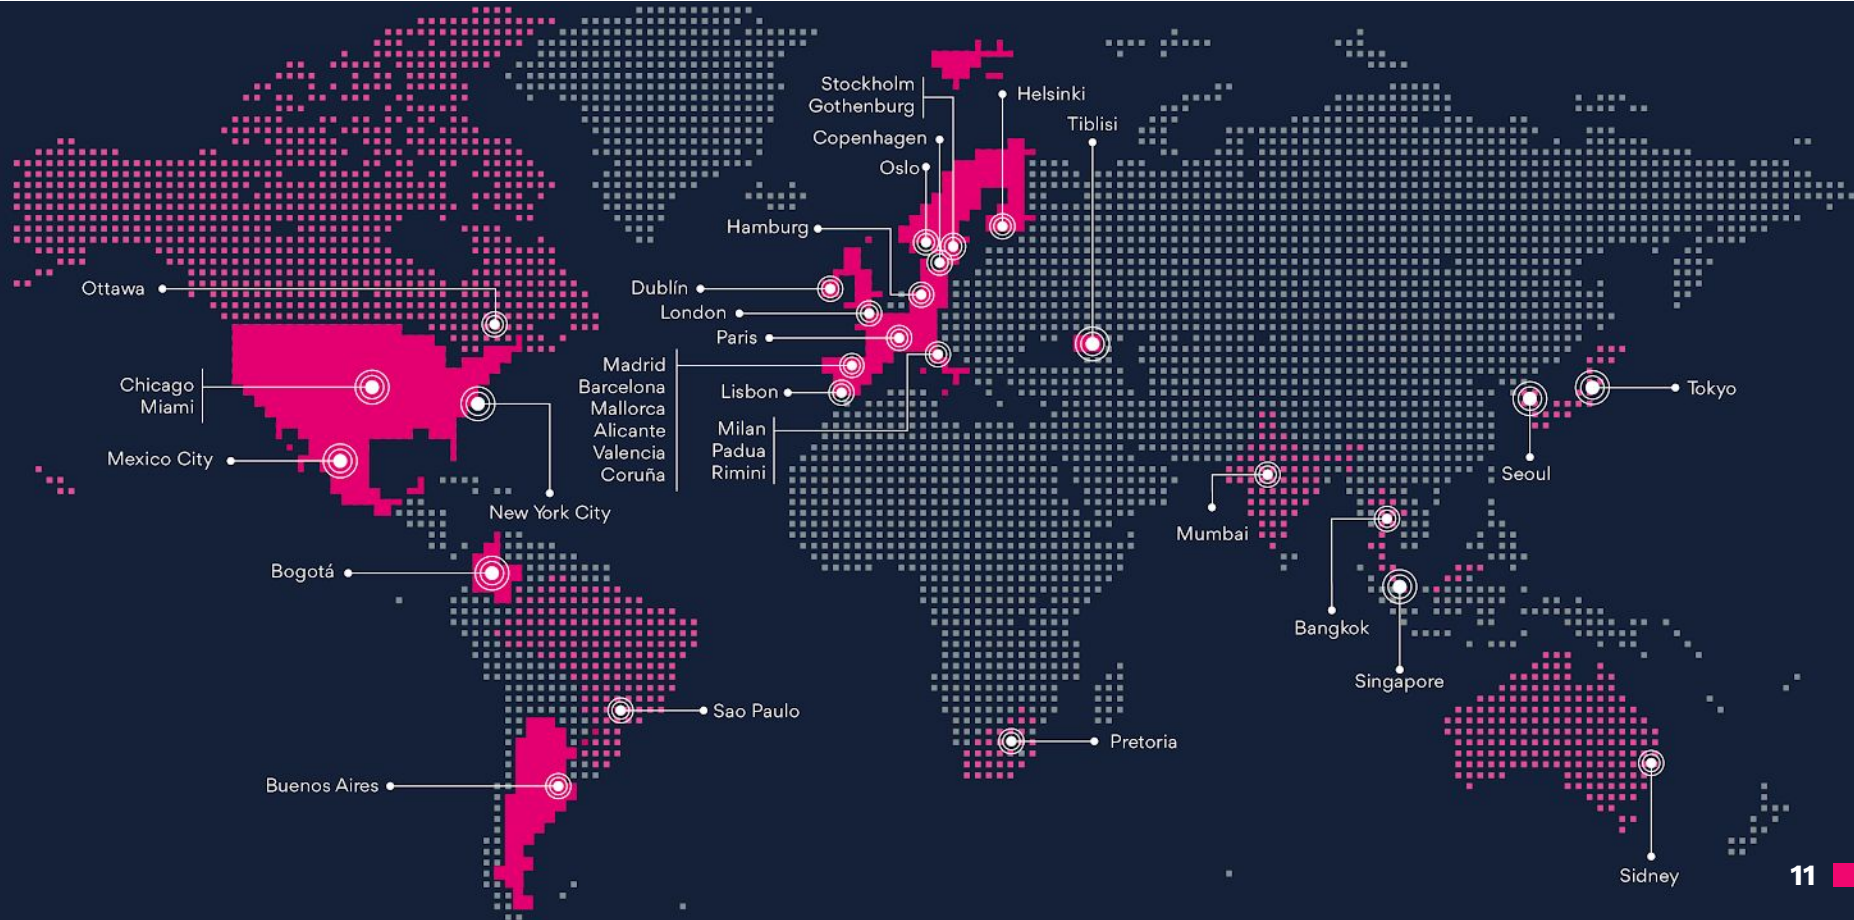 Stockholm
Gothenburg
Helsinki
Tiblisi
Copenhagen
Oslo
Hamburg
Ottawa
Dublín
London
Paris
Madrid
Barcelona
Mallorca
Alicante
Valencia
Coruña
Lisbon
Milan
Padua
Rimini
Chicago
Miami
Mexico City
New York City
Tokyo
Seoul
Mumbai
Bogotá
Bangkok
Singapore
Sao Paulo
Pretoria
Buenos Aires
Sidney
11